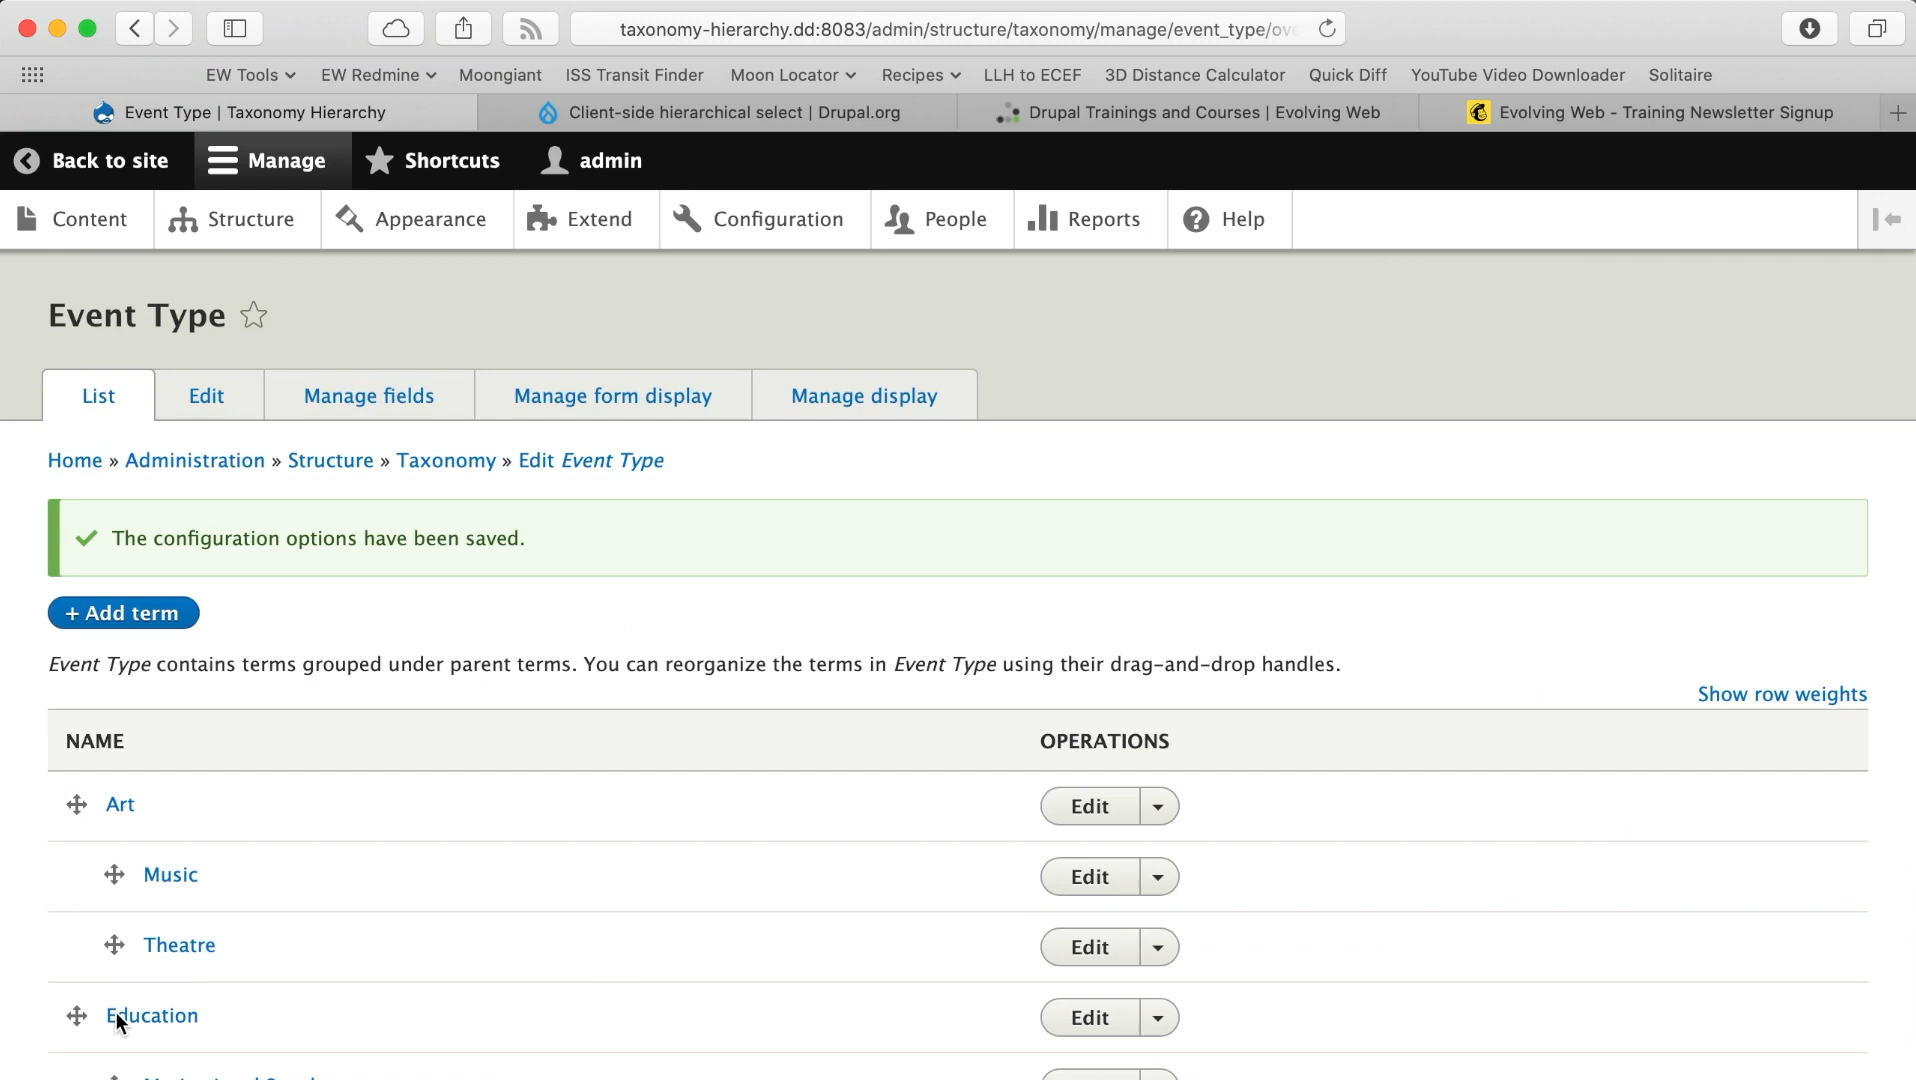 taxonomy-hierarchy.dd:8083/admin/structure/taxonomy/manage/event_type/ov
EW Tools EW Redmine Moongiant ISS Transit Finder Moon Locator Recipes LLH to ECEF 3D Distance Calculator Quick Diff YouTube Video Downloader Solitaire
Event Type | Taxonomy Hierarchy Client-side hierarchical select | Drupal.org Drupal Trainings and Courses | Evolving Web Evolving Web - Training Newsletter Signup
Back to site Manage Shortcuts admin
Content Structure Appearance Extend Configuration People Reports Help
Event Type
List Edit Manage fields Manage form display Manage display
Home » Administration » Structure » Taxonomy » Edit Event Type
The configuration options have been saved.
+ Add term
Event Type contains terms grouped under parent terms. You can reorganize the terms in Event Type using their drag-and-drop handles.
Show row weights
NAME OPERATIONS
Art Edit
Music Edit
Theatre Edit
Education Edit